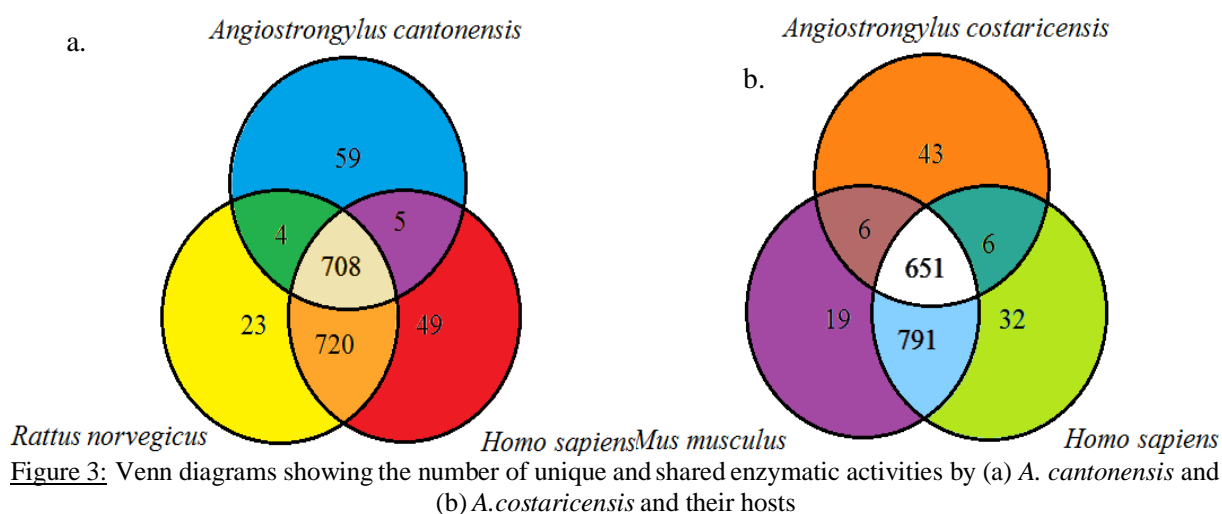 a.
Angiostrongylus cantonensis
59
4
5
708
23
720
49
Rattus norvegicus
Homo sapiens
b.
Angiostrongylus costaricensis
43
6
6
651
19
791
32
Mus musculus
Homo sapiens
Figure 3: Venn diagrams showing the number of unique and shared enzymatic activities by (a) A. cantonensis and
(b) A.costaricensis and their hosts